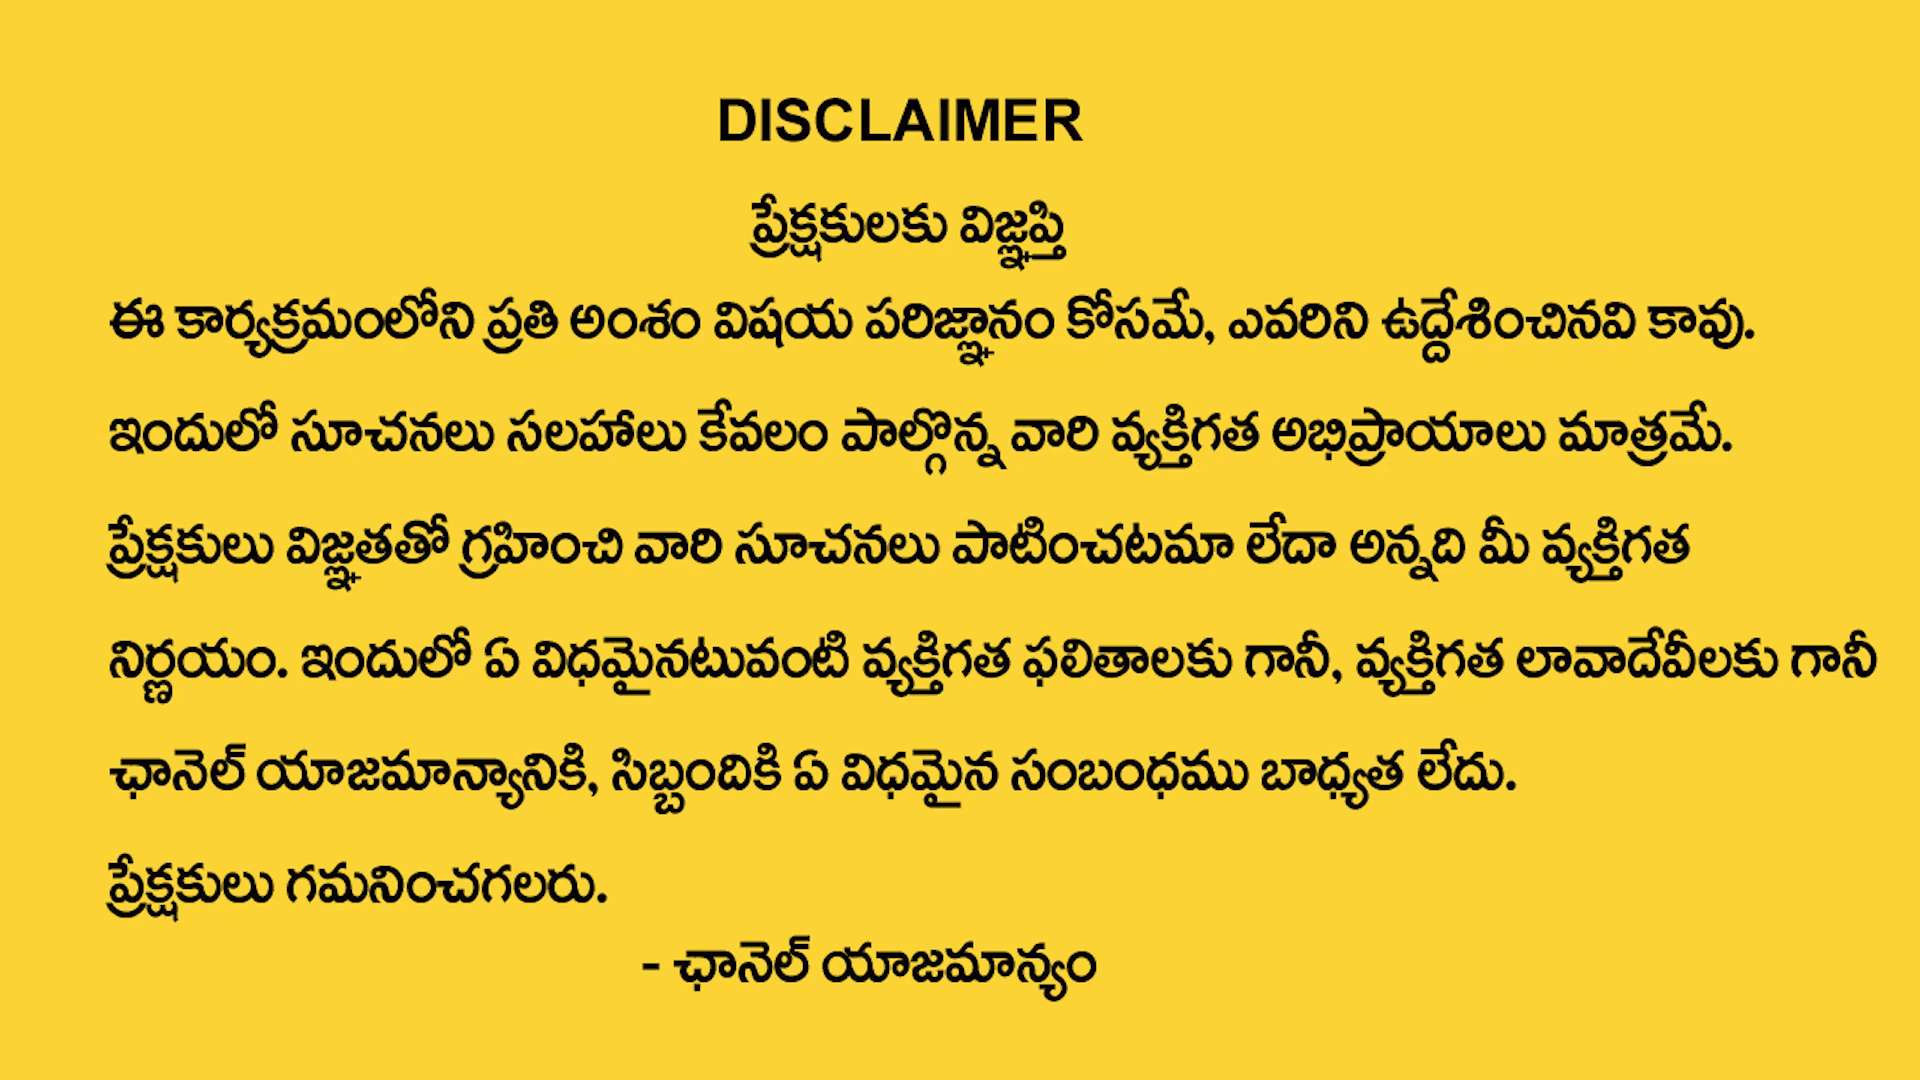 DISCLAIMER
ప్రేక్షకులకు విజ్ఞప్తి
ఈ కార్యక్రమంలోని ప్రతి అంశం విషయ పరిజ్ఞానం కోసమే, ఎవరిని ఉద్దేశించినవి కావు.
ఇందులో సూచనలు సలహాలు కేవలం పాల్గొన్న వారి వ్యక్తిగత అభిప్రాయాలు మాత్రమే.
ప్రేక్షకులు విజ్ఞతతో గ్రహించి వారి సూచనలు పాటించటమా లేదా అన్నది మీ వ్యక్తిగత
నిర్ణయం. ఇందులో ఏ విధమైనటువంటి వ్యక్తిగత ఫలితాలకు గానీ, వ్యక్తిగత లావాదేవీలకు గానీ
ఛానెల్ యాజమాన్యానికి, సిబ్బందికి ఏ విధమైన సంబంధము బాధ్యత లేదు.
ప్రేక్షకులు గమనించగలరు.
- ఛానెల్ యాజమాన్యం